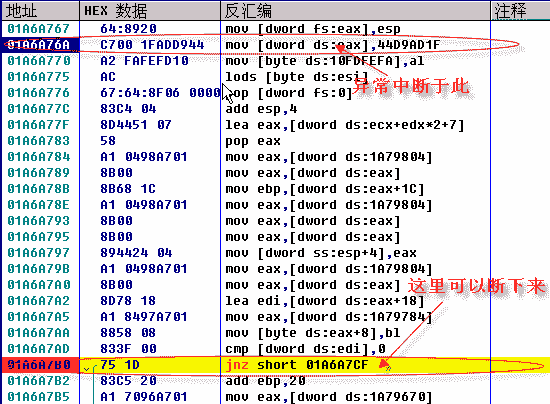 地址 HEX 数据 反汇编 注释
01A6A767 64:8920 mov [dword fs:eax],esp
01A6A76A C700 1FADD944 mov [dword ds:eax],44D9AD1F
01A6A770 A2 FAFEFD10 mov [byte ds:10FDFEFA],al
01A6A775 AC lods [byte ds:esi]
异常中断于此
01A6A776 67:64:8F06 0000 pop [dword fs:0]
01A6A77C 83C4 04 add esp,4
01A6A77F 8D4451 07 lea eax,[dword ds:ecx+edx*2+7]
01A6A783 58 pop eax
01A6A784 A1 0498A701 mov eax,[dword ds:1A79804]
01A6A789 8B00 mov eax,[dword ds:eax]
01A6A78B 8B68 1C mov ebp,[dword ds:eax+1C]
01A6A78E A1 0498A701 mov eax,[dword ds:1A79804]
01A6A793 8B00 mov eax,[dword ds:eax]
01A6A795 8B00 mov eax,[dword ds:eax]
01A6A797 894424 04 mov [dword ss:esp+4],eax
01A6A79B A1 0498A701 mov eax,[dword ds:1A79804]
01A6A7A0 8B00 mov eax,[dword ds:eax]
这里可以断下来
01A6A7A2 8D78 18 lea edi,[dword ds:eax+18]
01A6A7A5 A1 8497A701 mov eax,[dword ds:1A79784]
01A6A7AA 8858 08 mov [byte ds:eax+8],bl
01A6A7AD 833F 00 cmp [dword ds:edi],0
01A6A7B0 75 1D jnz short 01A6A7CF
01A6A7B2 83C5 20 add ebp,20
01A6A7B5 A1 7096A701 mov eax,[dword ds:1A79670]